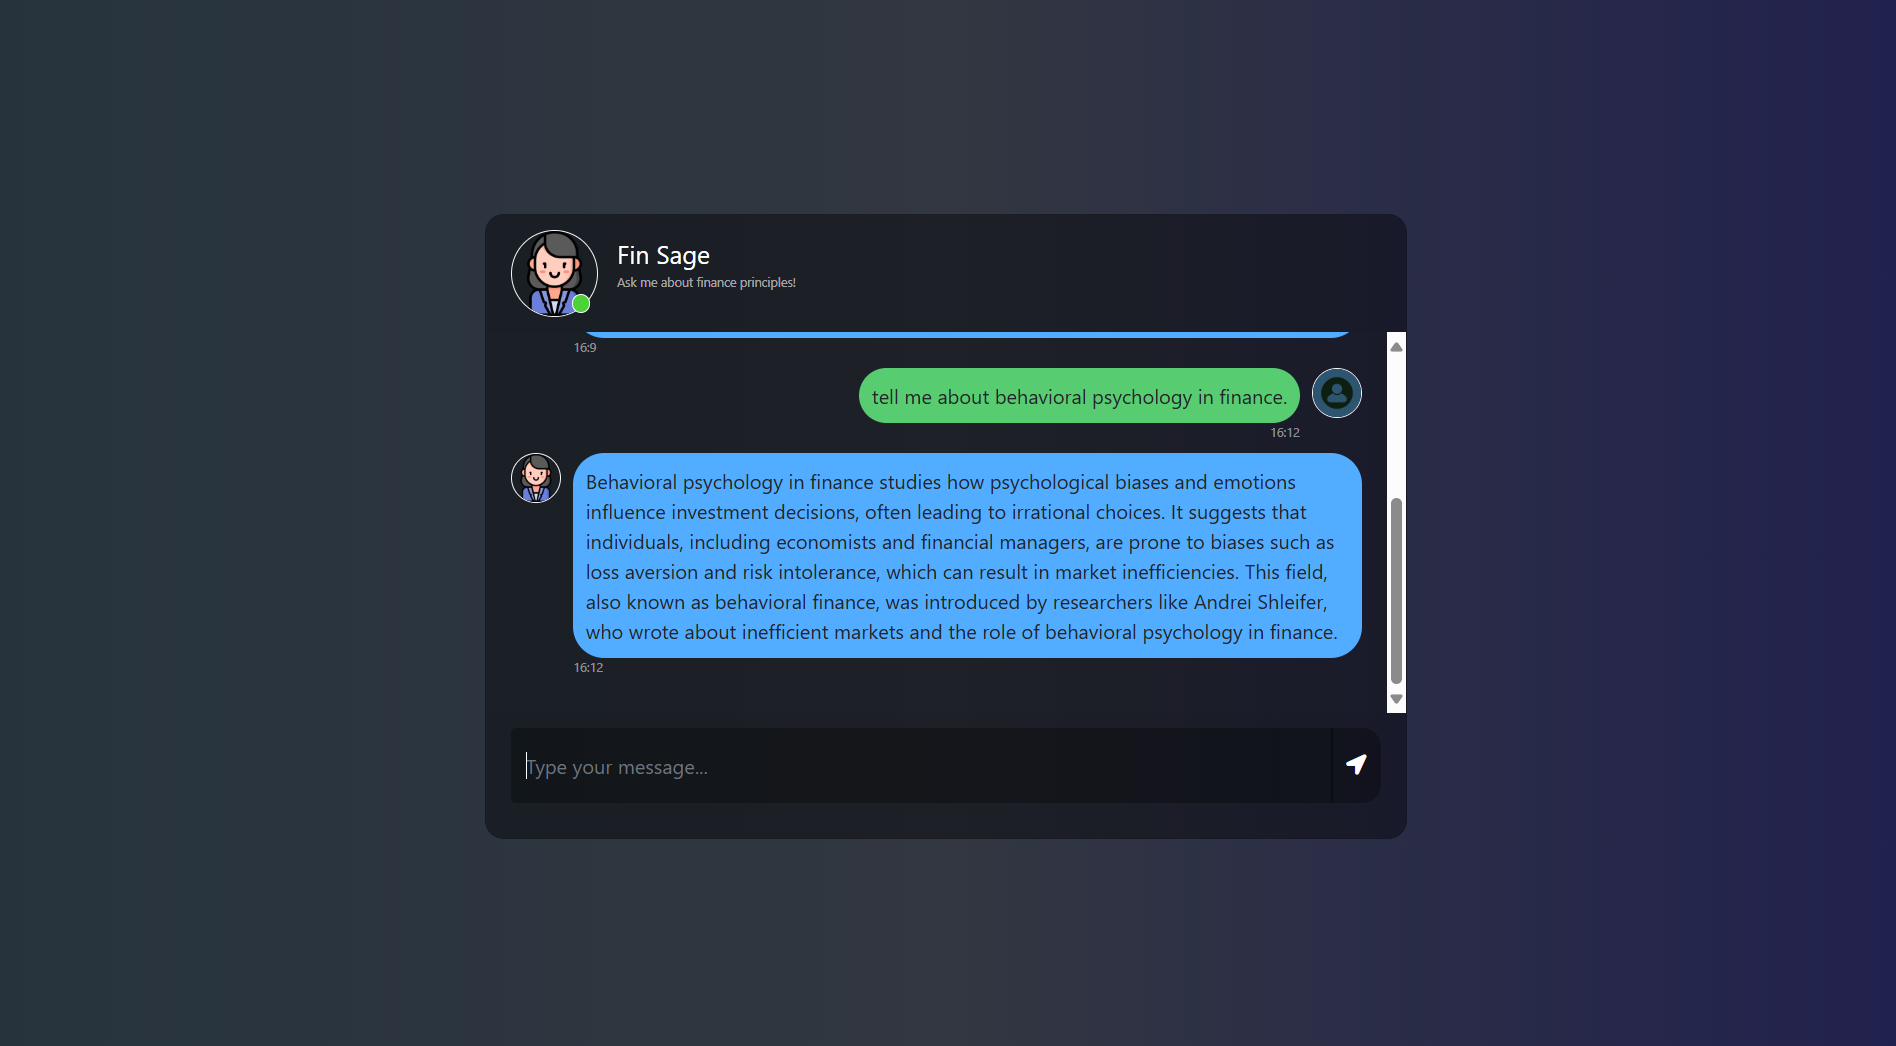 Fin Sage
Ask me about finance principles!
16:9
tell me about behavioral psychology in finance.
16:12
Behavioral psychology in finance studies how psychological biases and emotions
influence investment decisions, often leading to irrational choices. It suggests that
individuals, including economists and financial managers, are prone to biases such as
loss aversion and risk intolerance, which can result in market inefficiencies. This field,
also known as behavioral finance, was introduced by researchers like Andrei Shleifer,
who wrote about inefficient markets and the role of behavioral psychology in finance.
16:12
Type your message...